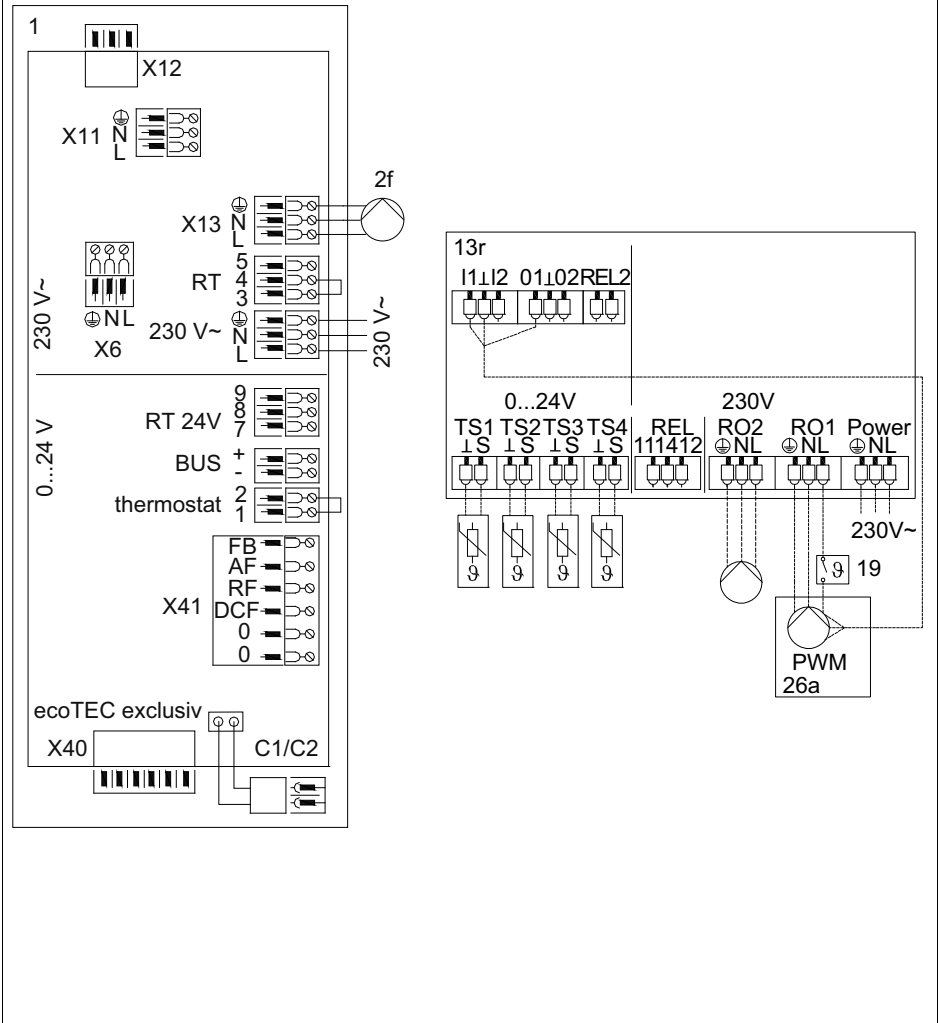 1
X12
X11
N
L
X13
N
L
2f
RT
5
4
3
230 V~
N
L
230 V~
230 V~
N L
X6
0...24 V
RT 24V
9
8
7
BUS
+
-
thermostat
2
1
X41
FB
AF
RF
DCF
0
0
ecoTEC exclusiv
X40
C1/C2
13r
I1⊥I2 01⊥02 REL2
0...24V 230V
TS1 TS2 TS3 TS4 REL RO2 RO1 Power
⊥S ⊥S ⊥S ⊥S 111412 NL NL NL
230V~
ϑ ϑ ϑ ϑ
ϑ 19
PWM
26a